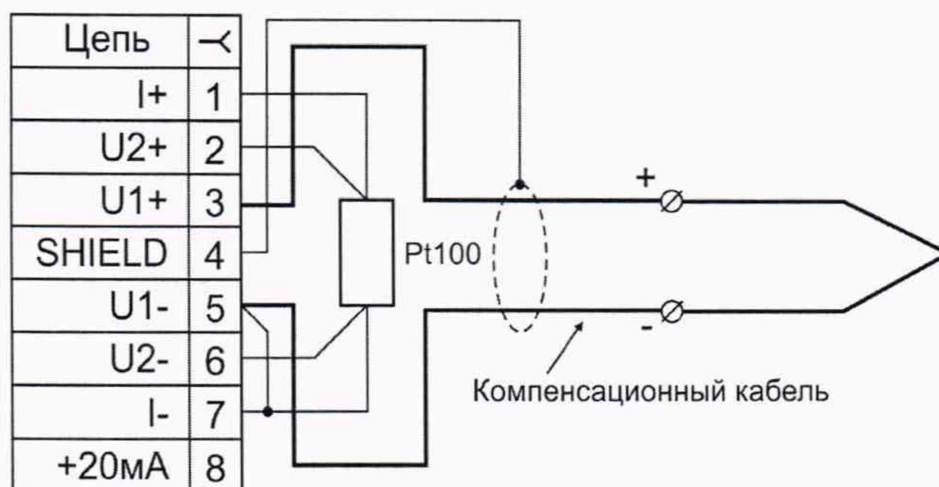 Цепь
I+ 1
U2+ 2
U1+ 3
SHIELD 4
U1- 5
U2- 6
I- 7
+20мА 8
Pt100
+
-
Компенсационный кабель